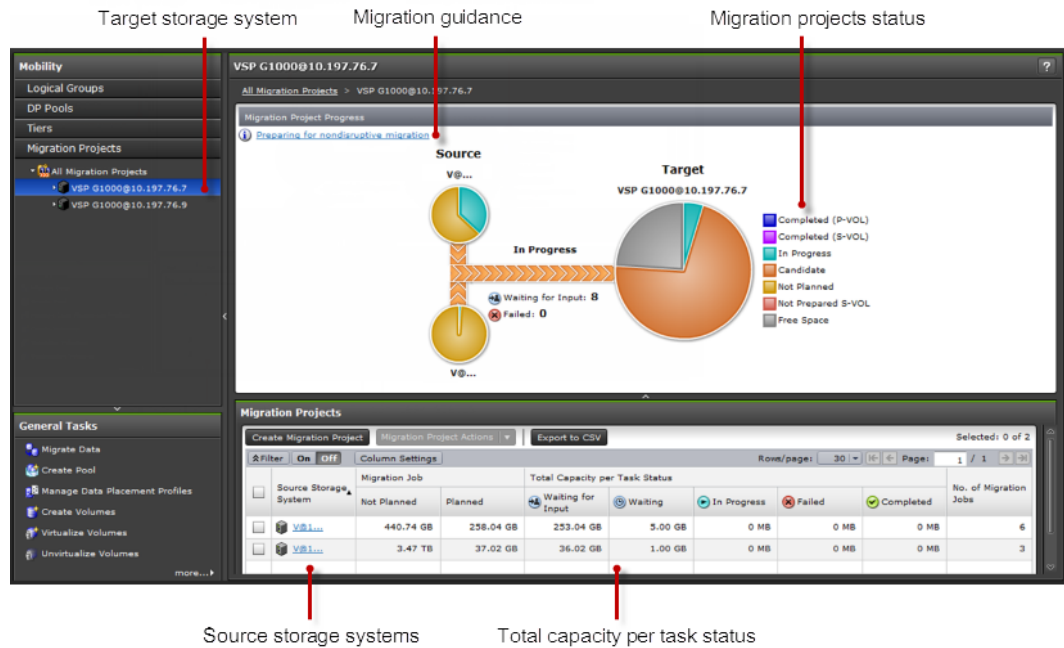 Target storage system
Migration guidance
Migration projects status
Mobility
Logical Groups
DP Pools
Tiers
Migration Projects
All Migration Projects
VSP G1000@10.197.76.7
VSP G1000@10.197.76.9
General Tasks
Migrate Data
Create Pool
Manage Data Placement Profiles
Create Volumes
Virtualize Volumes
Unvirtualize Volumes
more...
VSP G1000@10.197.76.7
?
All Migration Projects > VSP G1000@10.197.76.7
Migration Project Progress
Preparing for nondisruptive migration
Source
V@...
In Progress
Waiting for Input: 8
Failed: 0
V@...
Target
VSP G1000@10.197.76.7
Completed (P-VOL)
Completed (S-VOL)
In Progress
Candidate
Not Planned
Not Prepared S-VOL
Free Space
Migration Projects
Create Migration Project Migration Project Actions Export to CSV Selected: 0 of 2
Filter On Off Column Settings Rows/page: 30 Page: 1 / 1
Source Storage System Migration Job Total Capacity per Task Status No. of Migration Jobs
Not Planned Planned Waiting for Input Waiting In Progress Failed Completed
V@1... 440.74 GB 258.04 GB 253.04 GB 5.00 GB 0 MB 0 MB 0 MB 6
V@1... 3.47 TB 37.02 GB 36.02 GB 1.00 GB 0 MB 0 MB 0 MB 3
Source storage systems
Total capacity per task status